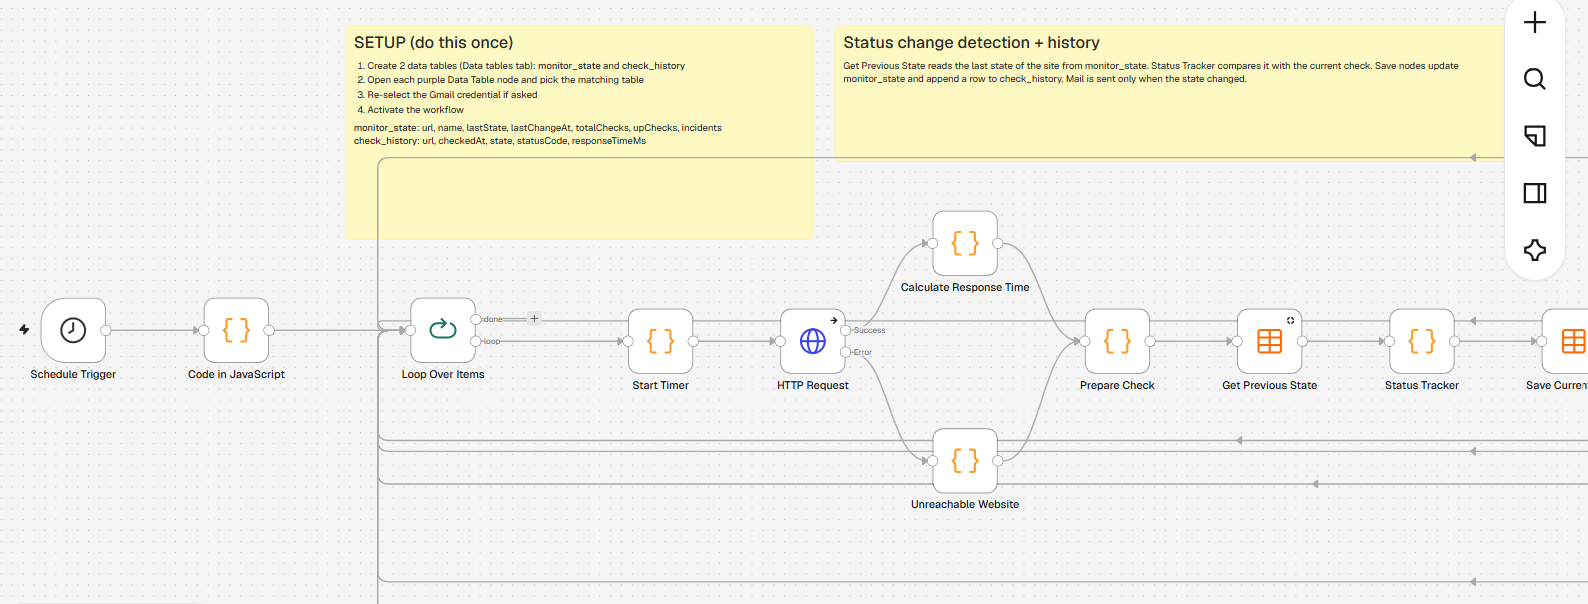 SETUP (do this once)
1. Create 2 data tables (Data tables tab): monitor_state and check_history
2. Open each purple Data Table node and pick the matching table
3. Re-select the Gmail credential if asked
4. Activate the workflow
monitor_state: url, name, lastState, lastChangeAt, totalChecks, upChecks, incidents
check_history: url, checkedAt, state, statusCode, responseTimeMs
Status change detection + history
Get Previous State reads the last state of the site from monitor_state. Status Tracker compares it with the current check. Save nodes update
monitor_state and append a row to check_history. Mail is sent only when the state changed.
Calculate Response Time
done
loop
Success
Error
Schedule Trigger
Code in JavaScript
Loop Over Items
Start Timer
HTTP Request
Prepare Check
Get Previous State
Status Tracker
Save Current
Unreachable Website